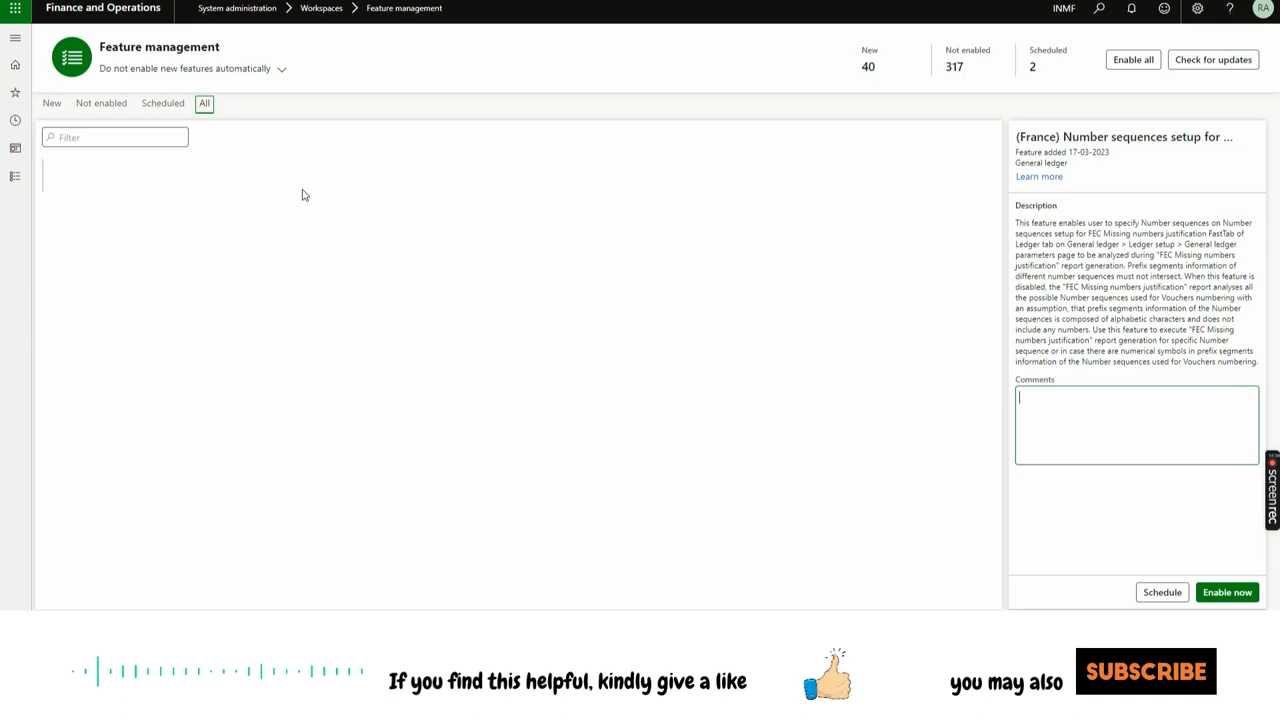 Finance and Operations
System administration > Workspaces > Feature management
INMF
?
RA
Feature management
Do not enable new features automatically
New
40
Not enabled
317
Scheduled
2
Enable all
Check for updates
New
Not enabled
Scheduled
All
Filter
(France) Number sequences setup for ...
Feature added 17-03-2023
General ledger
Learn more
Description
This feature enables user to specify Number sequences on Number
sequences setup for FEC Missing numbers justification FastTab of
Ledger tab on General ledger > Ledger setup > General ledger
parameters page to be analyzed during "FEC Missing numbers
justification" report generation. Prefix segments information of
different number sequences must not intersect. When this feature is
disabled, the "FEC Missing numbers justification" report analyses all
the possible Number sequences used for Vouchers numbering with
an assumption, that prefix segments information of the Number
sequences is composed of alphabetic characters and does not
include any numbers. Use this feature to execute "FEC Missing
numbers justification" report generation for specific Number
sequence or in case there are numerical symbols in prefix segments
information of the Number sequences used for Vouchers numbering.
Comments
Schedule
Enable now
screenrec
If you find this helpful, kindly give a like
you may also
SUBSCRIBE